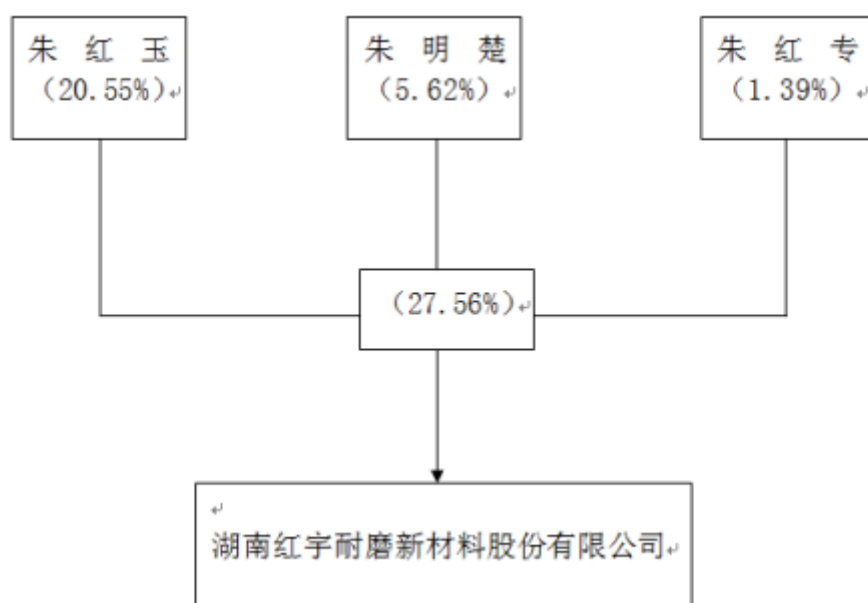 朱红玉
（20.55%）
朱明楚
（5.62%）
朱红专
（1.39%）
（27.56%）
湖南红宇耐磨新材料股份有限公司